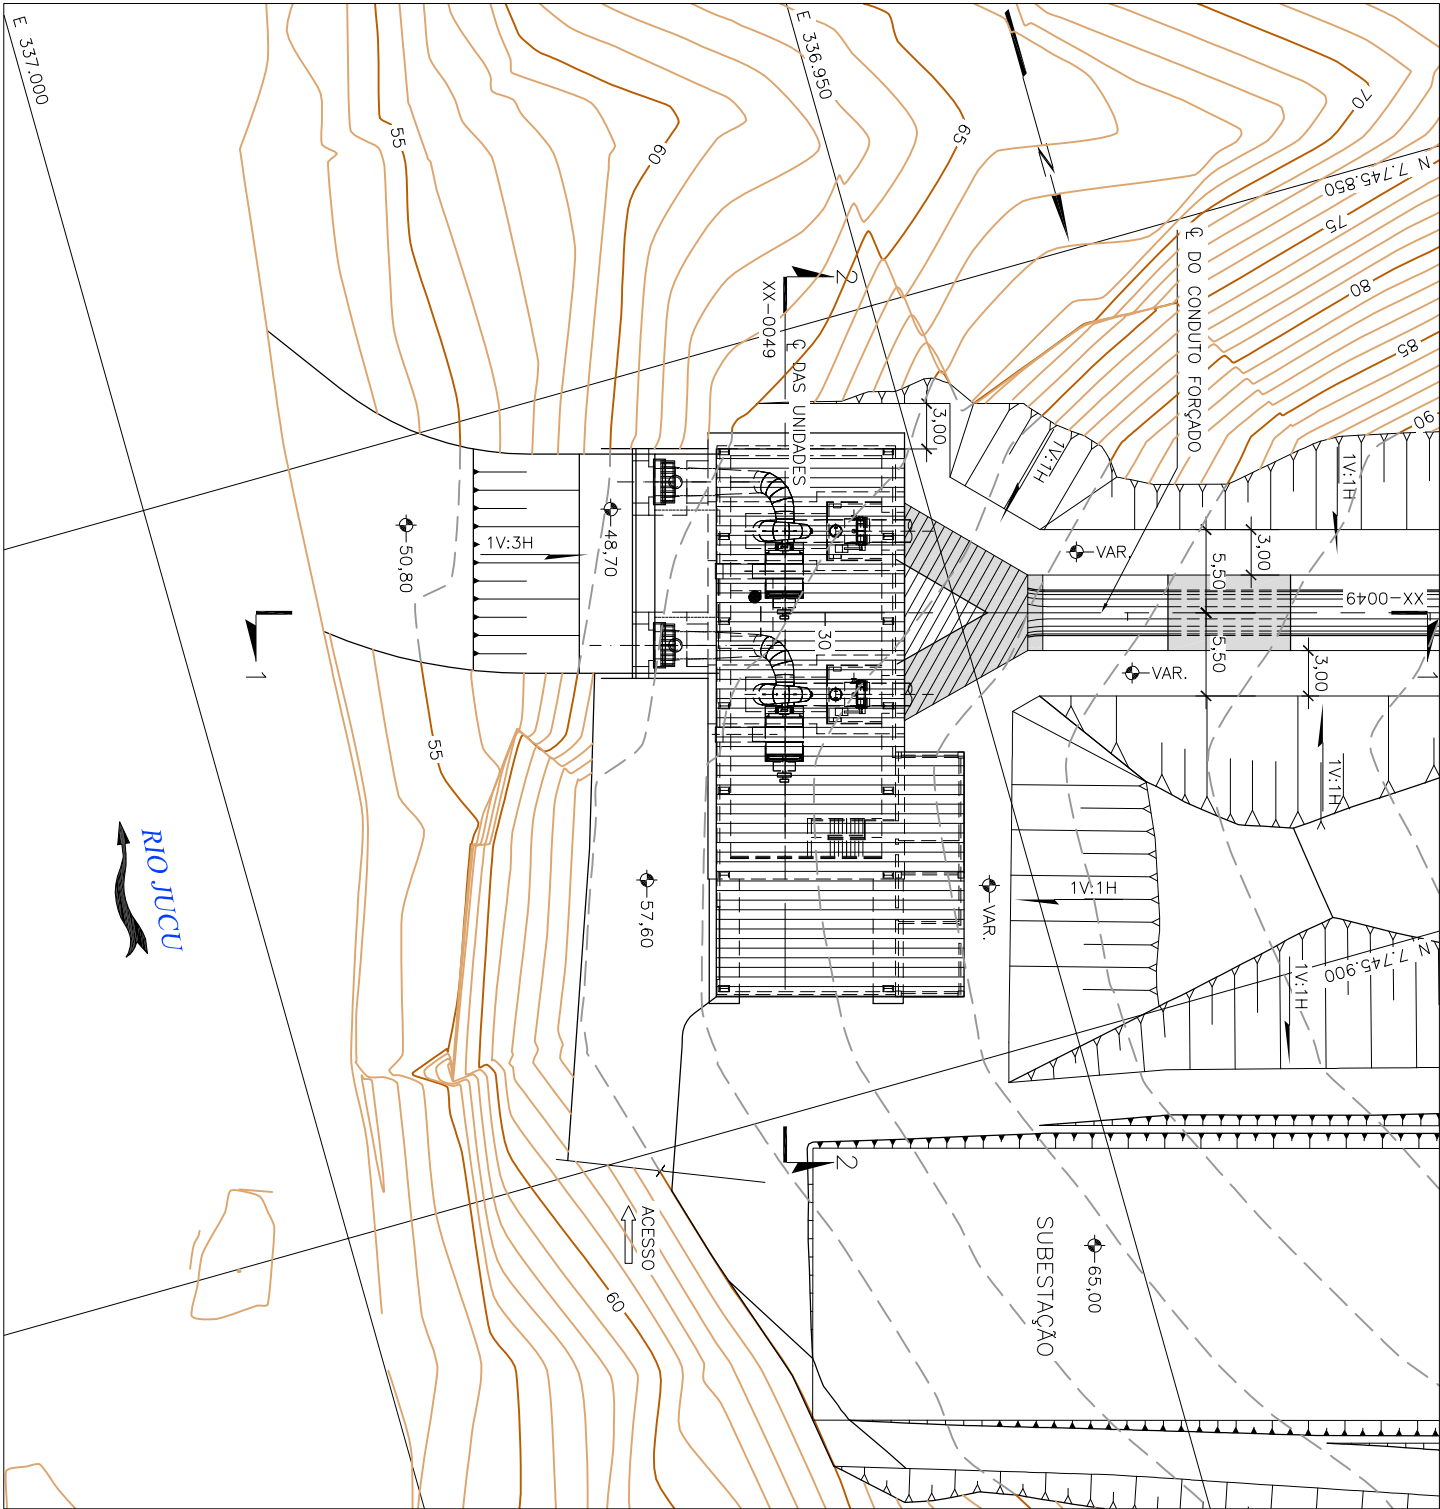 E 337.000
E 336.950
N 7.745.850
N 7.745.900
55
60
65
70
75
80
85
90
℄ DO CONDUTO FORÇADO
2
XX-0049
℄ DAS UNIDADES
3,00
1V:1H
1V:1H
VAR.
5,50
3,00
XX-0049
5,50
3,00
VAR.
1
1V:1H
48,70
1V:3H
50,80
30
1
55
57,60
VAR.
1V:1H
1V:1H
RIO JUCU
2
ACESSO
60
65,00
SUBESTAÇÃO
N